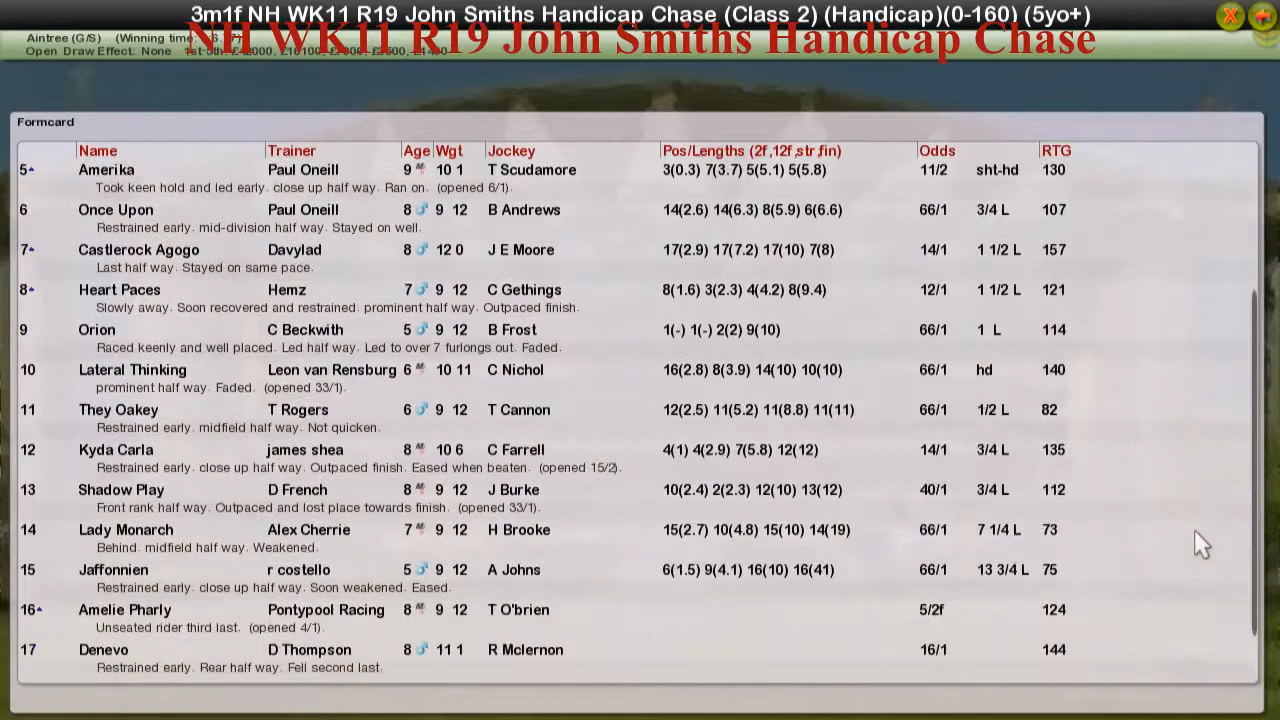 3m1f NH WK11 R19 John Smiths Handicap Chase (Class 2) (Handicap)(0-160) (5yo+)
NH WK11 R19 John Smiths Handicap Chase
Aintree (G/S) (Winning time:
Open Draw Effect: None 1st-5th,
Formcard
Name Trainer Age Wgt Jockey Pos/Lengths (2f,12f,str,fin) Odds RTG
5 Amerika Paul Oneill 9 10 1 T Scudamore 3(0.3) 7(3.7) 5(5.1) 5(5.8) 11/2 sht-hd 130
Took keen hold and led early. close up half way. Ran on. (opened 6/1).
6 Once Upon Paul Oneill 8 9 12 B Andrews 14(2.6) 14(6.3) 8(5.9) 6(6.6) 66/1 3/4 L 107
Restrained early. mid-division half way. Stayed on well.
7 Castlerock Agogo Davylad 8 12 0 J E Moore 17(2.9) 17(7.2) 17(10) 7(8) 14/1 1 1/2 L 157
Last half way. Stayed on same pace.
8 Heart Paces Hemz 7 9 12 C Gethings 8(1.6) 3(2.3) 4(4.2) 8(9.4) 12/1 1 1/2 L 121
Slowly away. Soon recovered and restrained. prominent half way. Outpaced finish.
9 Orion C Beckwith 5 9 12 B Frost 1(-) 1(-) 2(2) 9(10) 66/1 1 L 114
Raced keenly and well placed. Led half way. Led to over 7 furlongs out. Faded.
10 Lateral Thinking Leon van Rensburg 6 10 11 C Nichol 16(2.8) 8(3.9) 14(10) 10(10) 66/1 hd 140
prominent half way. Faded. (opened 33/1).
11 They Oakey T Rogers 6 9 12 T Cannon 12(2.5) 11(5.2) 11(8.8) 11(11) 66/1 1/2 L 82
Restrained early. midfield half way. Not quicken.
12 Kyda Carla james shea 8 10 6 C Farrell 4(1) 4(2.9) 7(5.8) 12(12) 14/1 3/4 L 135
Restrained early. close up half way. Outpaced finish. Eased when beaten. (opened 15/2).
13 Shadow Play D French 8 9 12 J Burke 10(2.4) 2(2.3) 12(10) 13(12) 40/1 3/4 L 112
Front rank half way. Outpaced and lost place towards finish. (opened 33/1).
14 Lady Monarch Alex Cherrie 7 9 12 H Brooke 15(2.7) 10(4.8) 15(10) 14(19) 66/1 7 1/4 L 73
Behind. midfield half way. Weakened.
15 Jaffonnien r costello 5 9 12 A Johns 6(1.5) 9(4.1) 16(10) 16(41) 66/1 13 3/4 L 75
Restrained early. close up half way. Soon weakened. Eased.
16 Amelie Pharly Pontypool Racing 8 9 12 T O'brien 5/2f 124
Unseated rider third last. (opened 4/1).
17 Denevo D Thompson 8 11 1 R Mclernon 16/1 144
Restrained early. Rear half way. Fell second last.